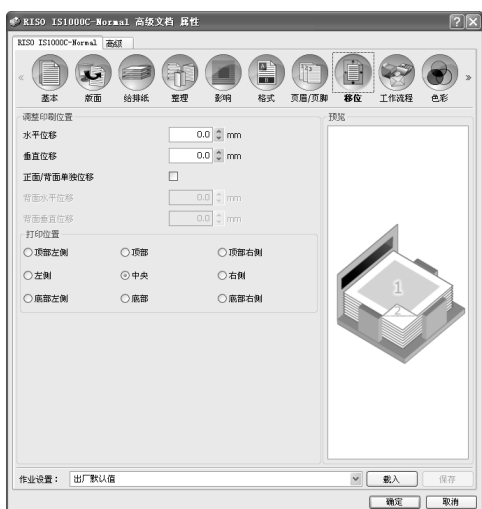 RISO IS1000C-Normal 高级文档 属性
RISO IS1000C-Normal 高级
基本 版面 给排纸 整理 影响 格式 页眉/页脚 移位 工作流程 色彩
调整印刷位置 预览
水平位移 0.0 mm
垂直位移 0.0 mm
正面/背面单独位移
背面水平位移 0.0 mm
背面垂直位移 0.0 mm
打印位置
顶部左侧 顶部 顶部右侧
左侧 中央 右侧
底部左侧 底部 底部右侧
1
2
作业设置： 出厂默认值 载入 保存
确定 取消